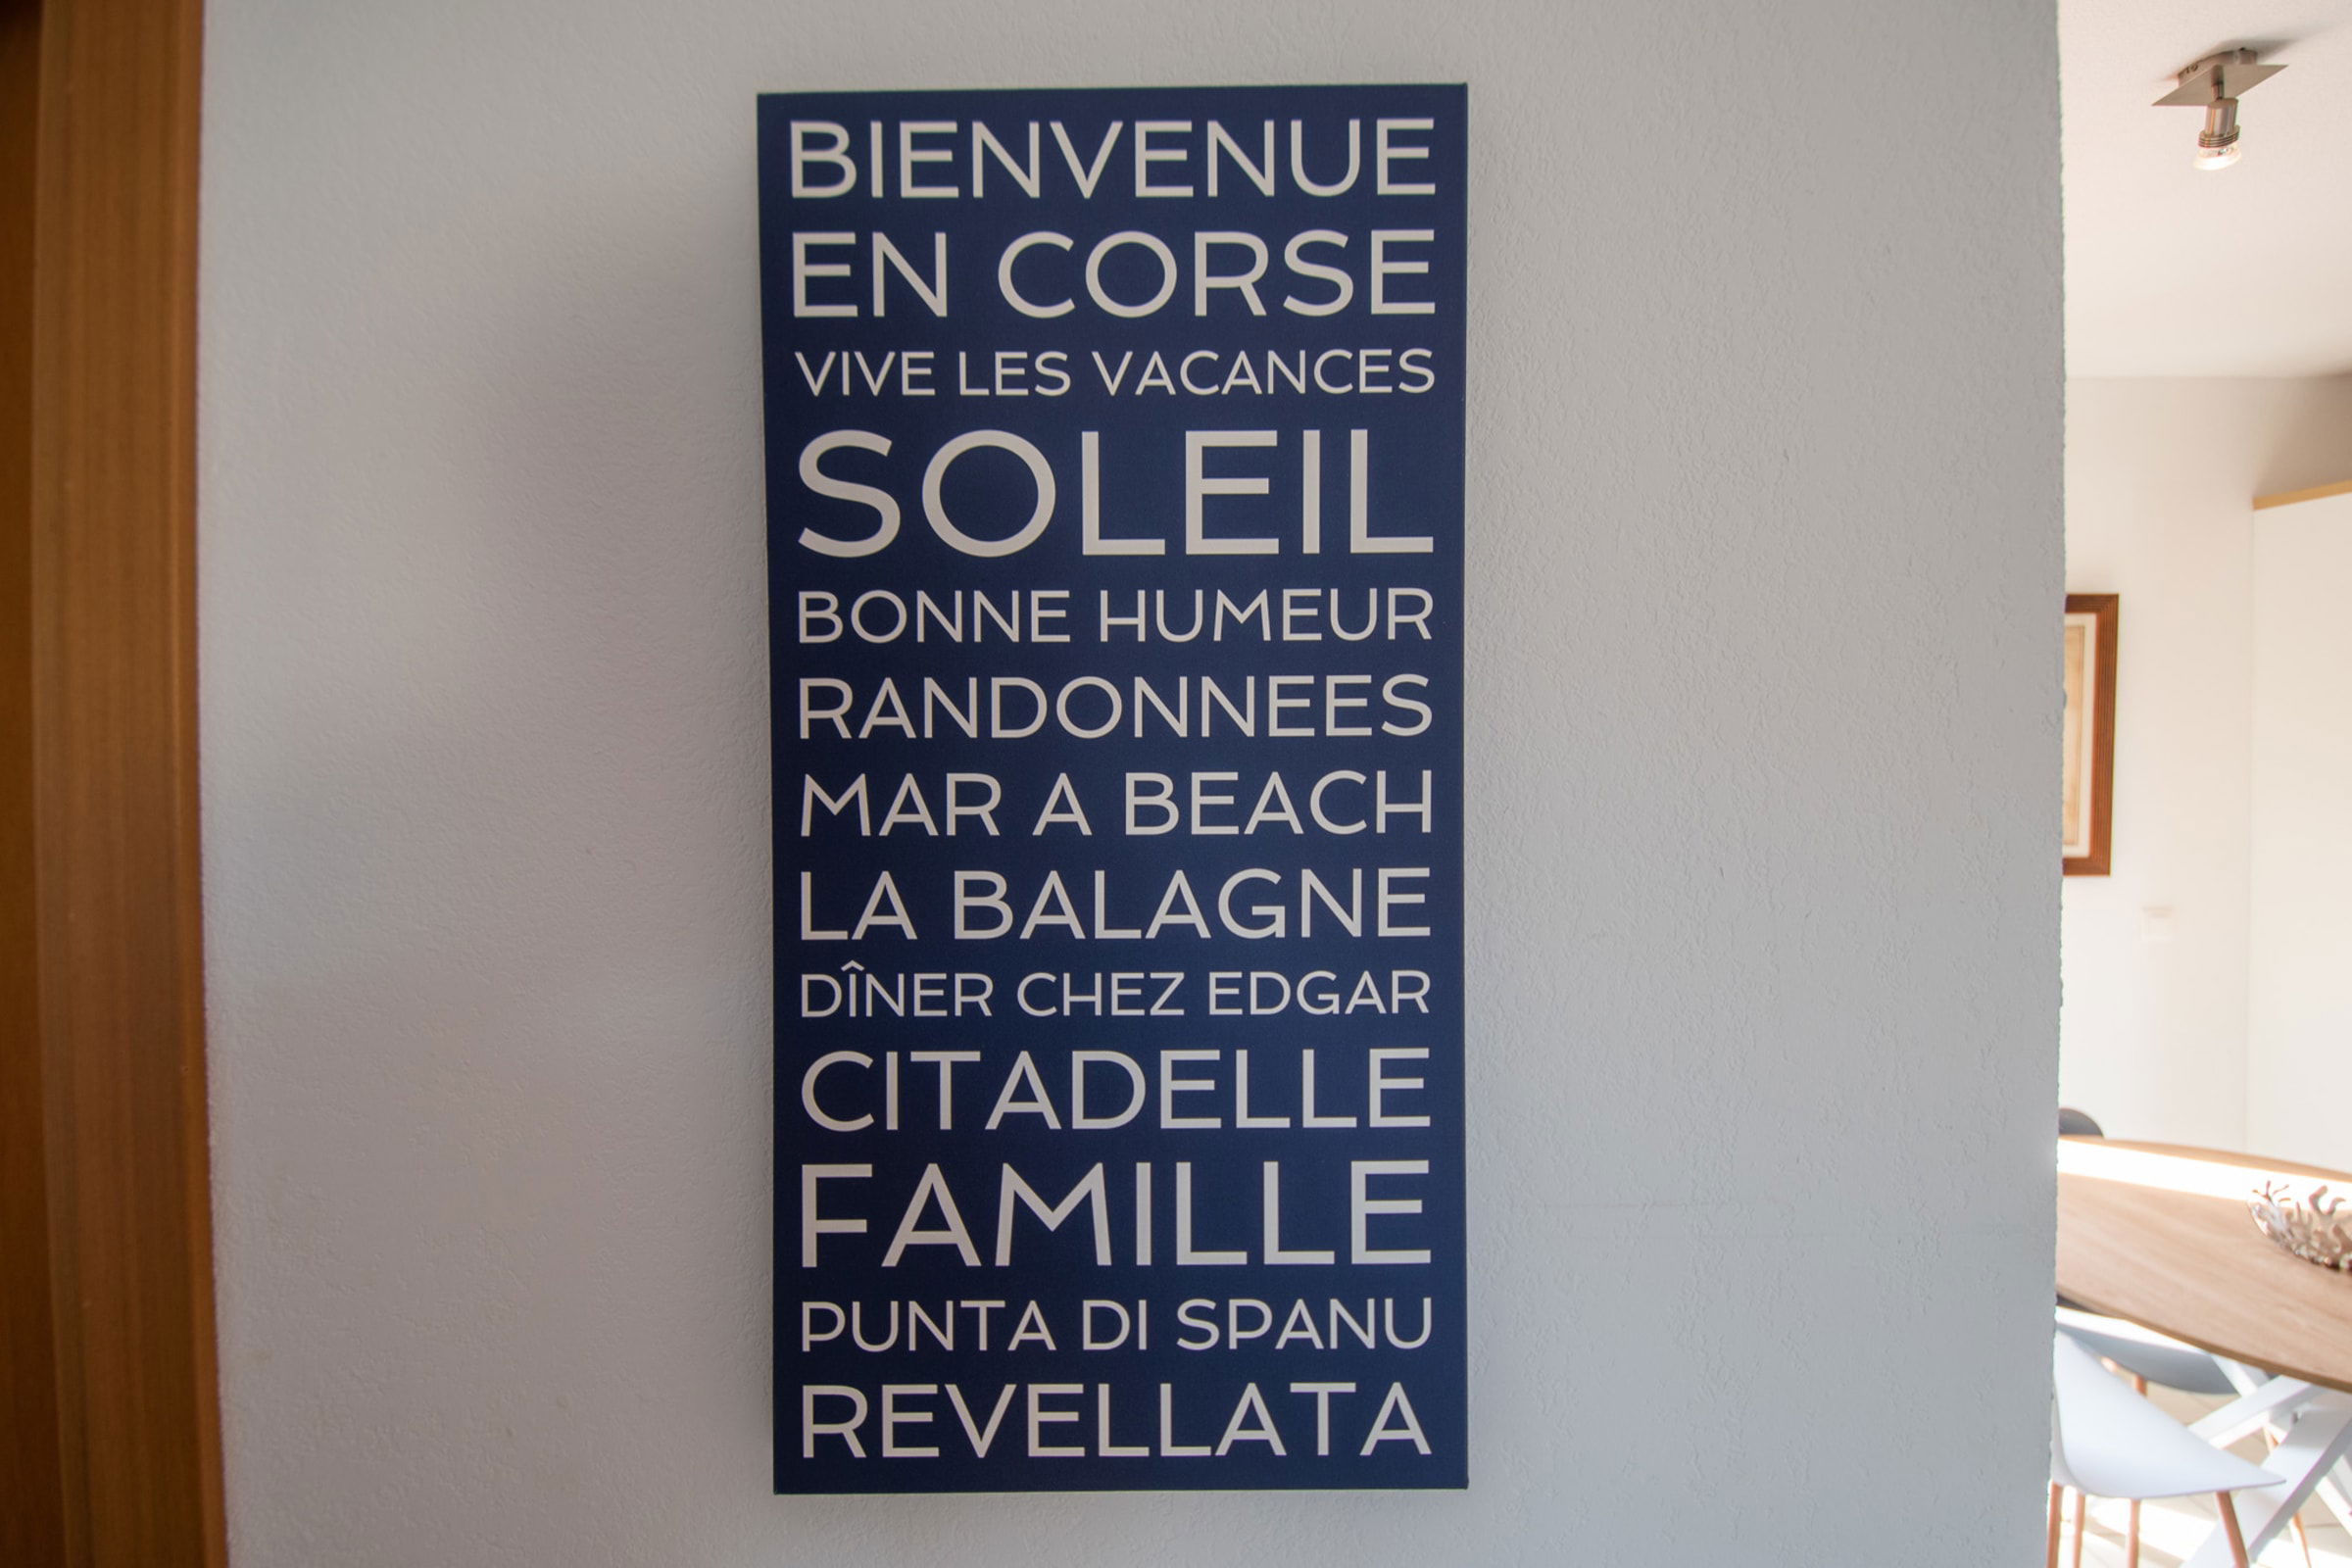 BIENVENUE
EN CORSE
VIVE LES VACANCES
SOLEIL
BONNE HUMEUR
RANDONNEES
MAR A BEACH
LA BALAGNE
DÎNER CHEZ EDGAR
CITADELLE
FAMILLE
PUNTA DI SPANU
REVELLATA